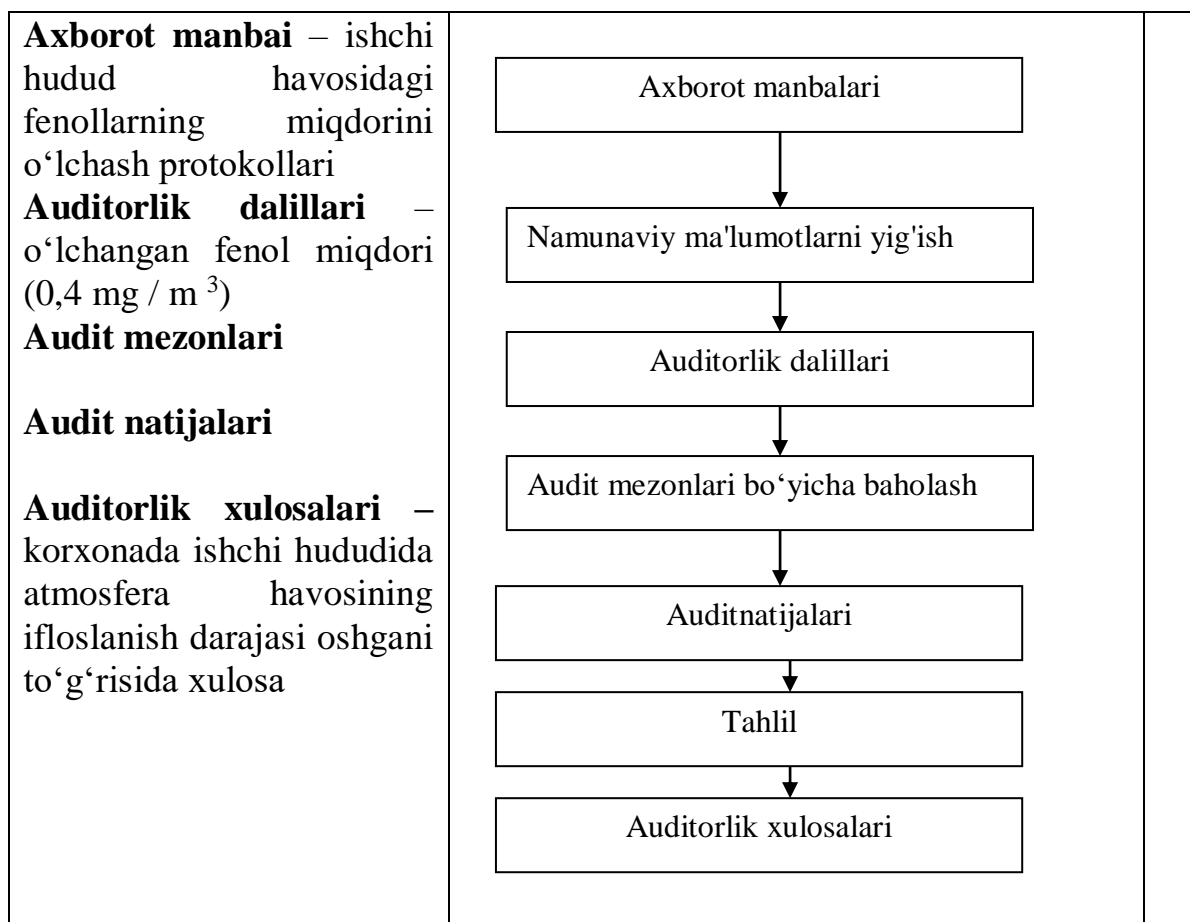 Axborot manbai – ishchi
hudud havosidagi
fenollarning miqdorini
o‘lchash protokollari
Auditorlik dalillari –
o‘lchangan fenol miqdori
(0,4 mg / m ³)
Audit mezonlari
Audit natijalari
Auditorlik xulosalari –
korxonada ishchi hududida
atmosfera havosining
ifloslanish darajasi oshgani
to‘g‘risida xulosa
Axborot manbalari
Namunaviy ma'lumotlarni yig'ish
Auditorlik dalillari
Audit mezonlari bo‘yicha baholash
Auditnatijalari
Tahlil
Auditorlik xulosalari